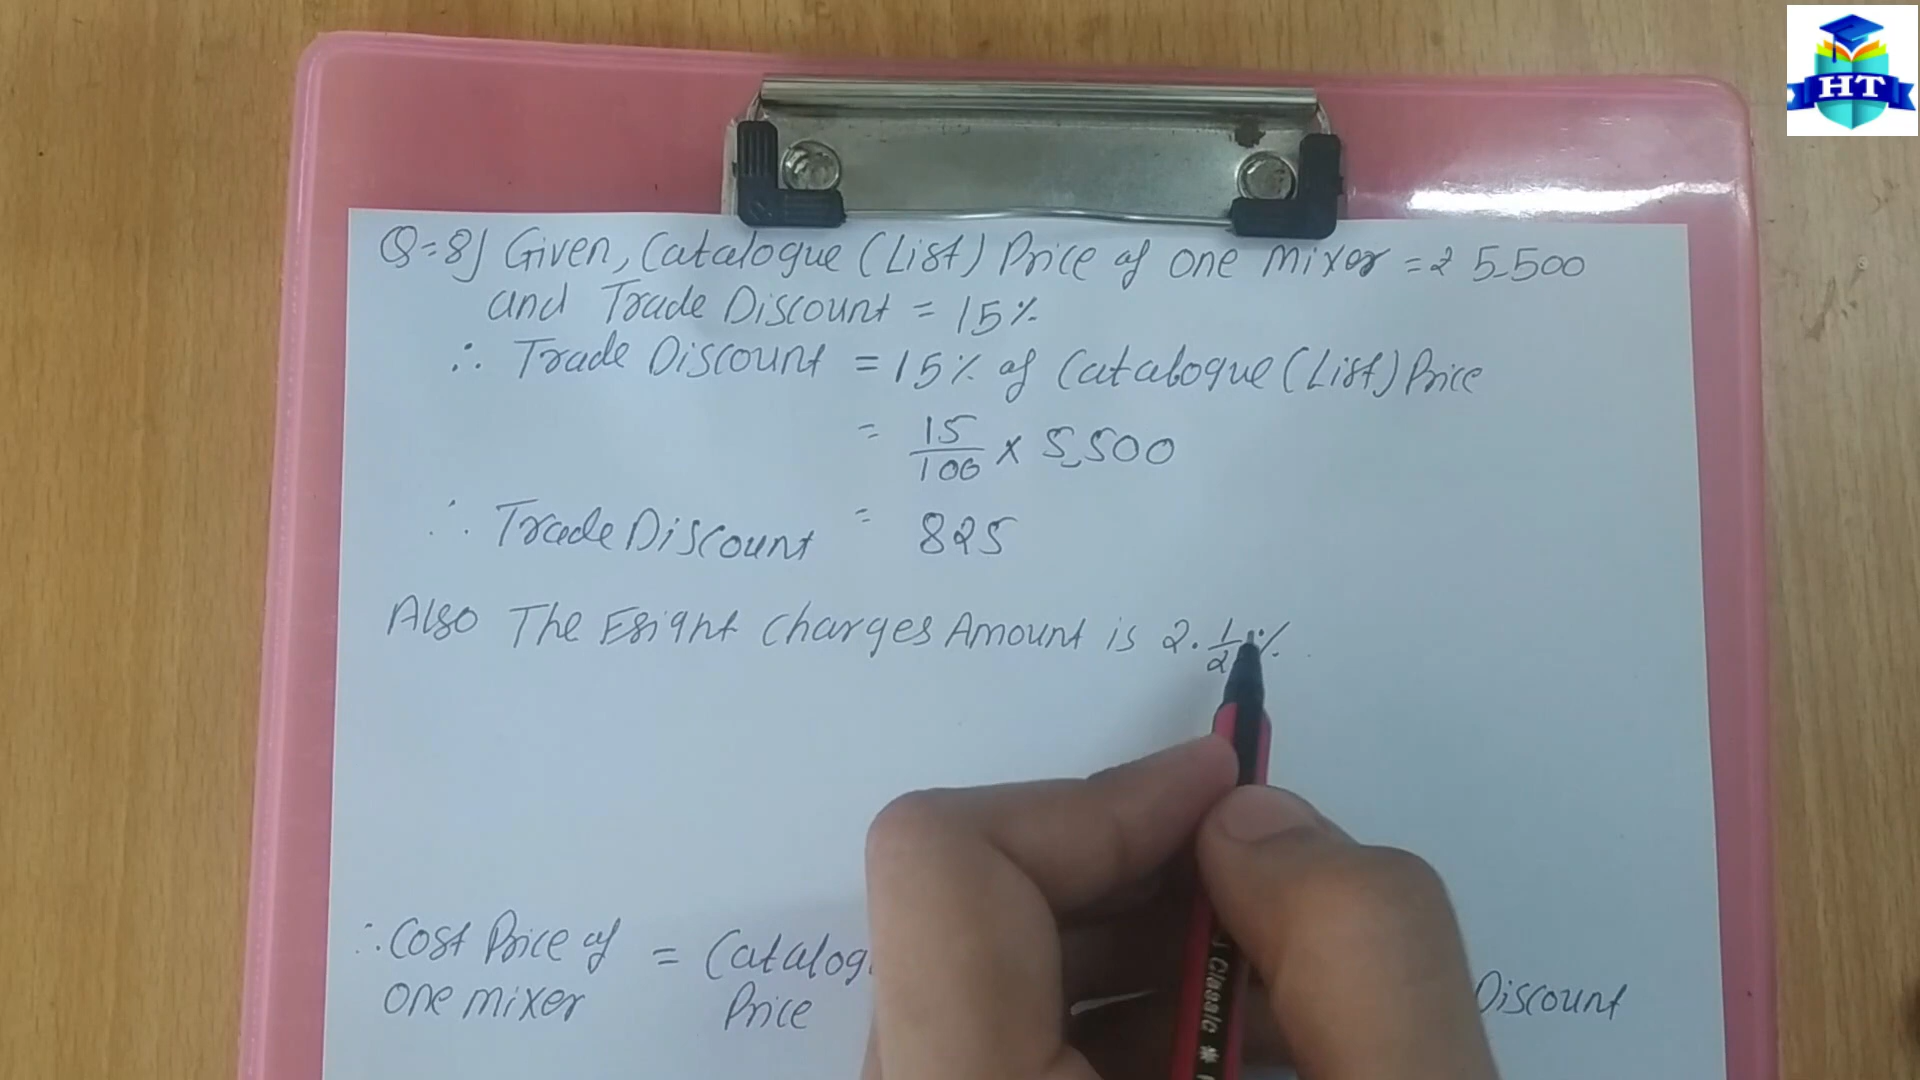 HT
Q=8) Given, Catalogue (List) Price of one mixer = ₹ 5,500
and Trade Discount = 15%
∴ Trade Discount = 15% of Catalogue (List) Price
= 15/100 × 5,500
∴ Trade Discount = 825
Also The Fright Charges Amount is 2.1/2%
∴ Cost Price of = Catalog
one mixer Price Discount
Classic *